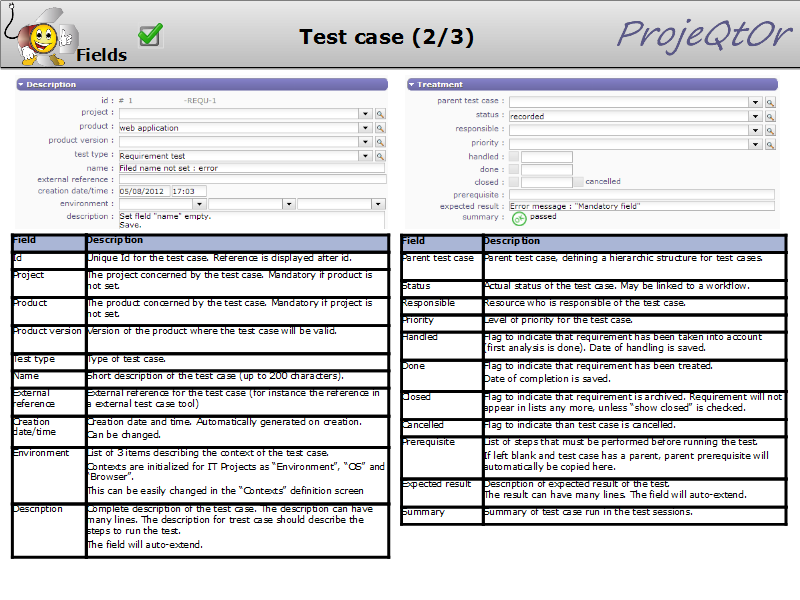 Fields
Test case (2/3)
ProjeQtOr
Description
id : # 1 -REQU-1
project :
product : web application
product version :
test type : Requirement test
name : Filed name not set : error
external reference :
creation date/time : 05/08/2012 17:03
environment :
description : Set field "name" empty.
Save.
Treatment
parent test case :
status : recorded
responsible :
priority :
handled :
done :
closed : cancelled
prerequisite :
expected result : Error message : "Mandatory field"
summary : passed
Field Description
Id Unique Id for the test case. Reference is displayed after id.
Project The project concerned by the test case. Mandatory if product is
not set.
Product The product concerned by the test case. Mandatory if project is
not set.
Product version Version of the product where the test case will be valid.
Test type Type of test case.
Name Short description of the test case (up to 200 characters).
External External reference for the test case (for instance the reference in
reference a external test case tool)
Creation Creation date and time. Automatically generated on creation.
date/time Can be changed.
Environment List of 3 items describing the context of the test case.
Contexts are initialized for IT Projects as “Environment”, “OS” and
“Browser”.
This can be easily changed in the “Contexts” definition screen
Description Complete description of the test case. The description can have
many lines. The description for trest case should describe the
steps to run the test.
The field will auto-extend.
Field Description
Parent test case Parent test case, defining a hierarchic structure for test cases.
Status Actual status of the test case. May be linked to a workflow.
Responsible Resource who is responsible of the test case.
Priority Level of priority for the test case.
Handled Flag to indicate that requirement has been taken into account
(first analysis is done). Date of handling is saved.
Done Flag to indicate that requirement has been treated.
Date of completion is saved.
Closed Flag to indicate that requirement is archived. Requirement will not
appear in lists any more, unless “show closed” is checked.
Cancelled Flag to indicate than test case is cancelled.
Prerequisite List of steps that must be performed before running the test.
If left blank and test case has a parent, parent prerequisite will
automatically be copied here.
Expected result Description of expected result of the test.
The result can have many lines. The field will auto-extend.
Summary Summary of test case run in the test sessions.